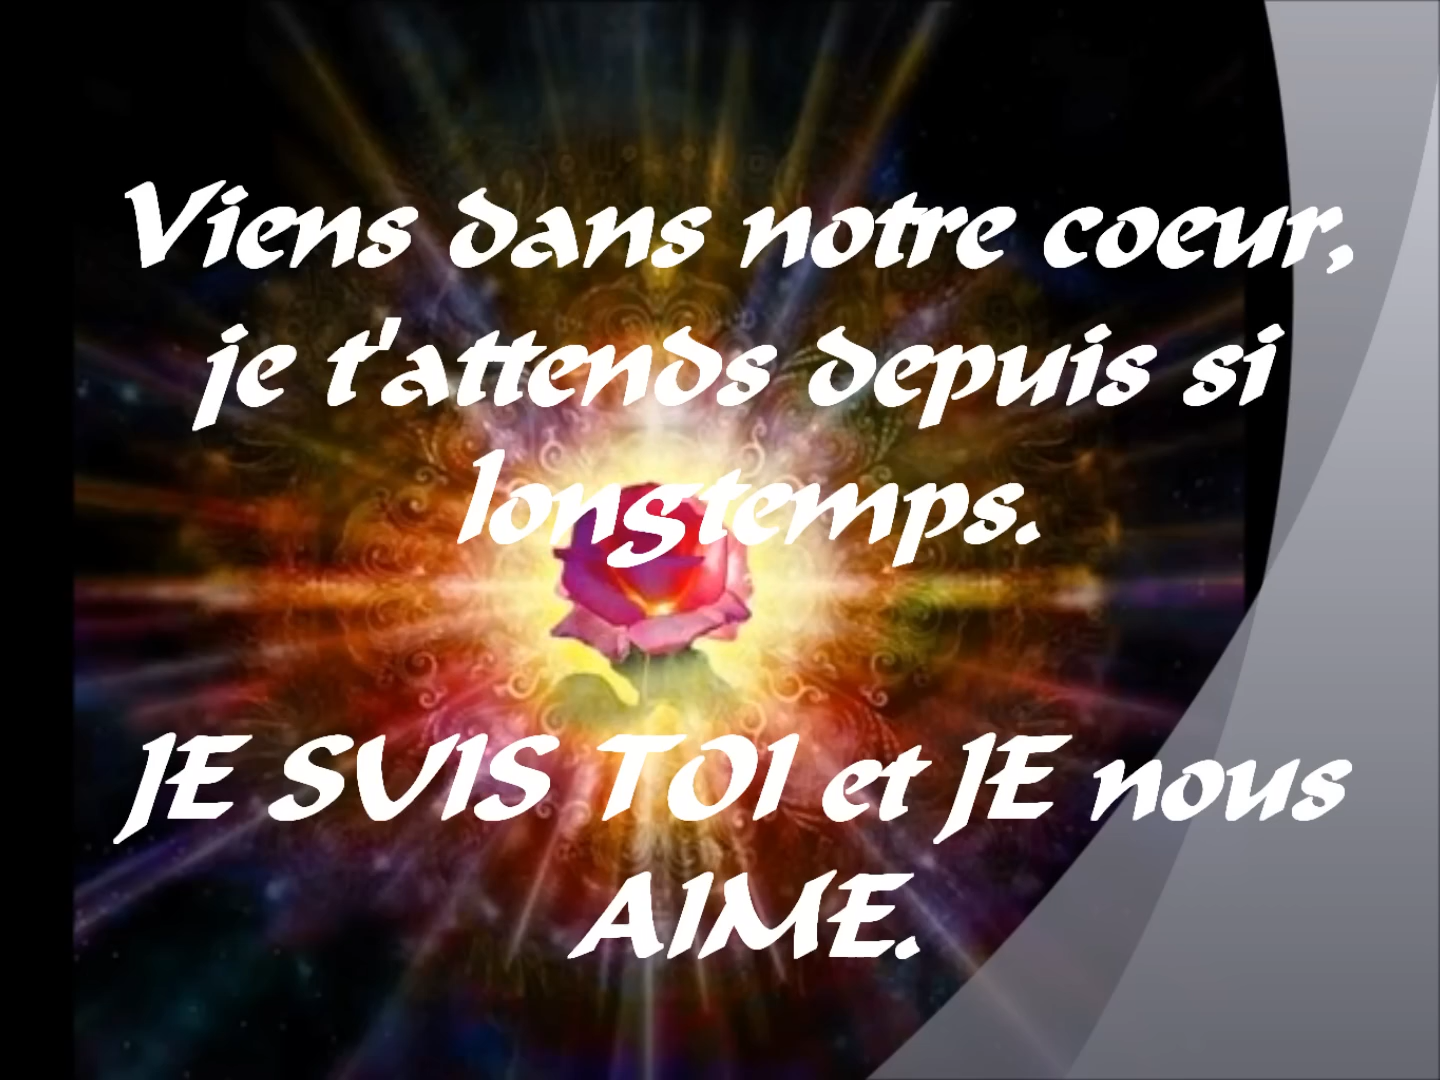 Viens dans notre coeur,
je t'attends depuis si
longtemps.
JE SUIS TOI et JE nous
AIME.